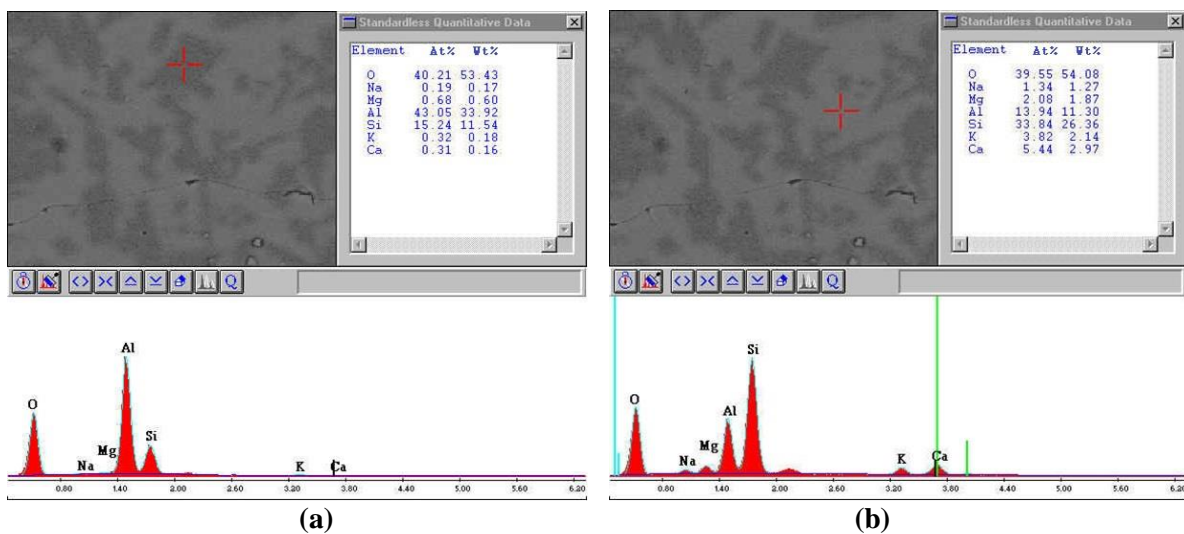 Standardless Quantitative Data
Element At% Wt%
O 40.21 53.43
Na 0.19 0.17
Mg 0.68 0.60
Al 43.05 33.92
Si 15.24 11.54
K 0.32 0.18
Ca 0.31 0.16
Q
O
Na
Mg
Al
Si
K
Ca
0.80 1.40 2.00 2.60 3.20 3.80 4.40 5.00 5.60 6.20
(a)
Standardless Quantitative Data
Element At% Wt%
O 39.55 54.08
Na 1.34 1.27
Mg 2.08 1.87
Al 13.94 11.30
Si 33.84 26.36
K 3.82 2.14
Ca 5.44 2.97
Q
O
Na
Mg
Al
Si
K
Ca
0.80 1.40 2.00 2.60 3.20 3.80 4.40 5.00 5.60 6.20
(b)